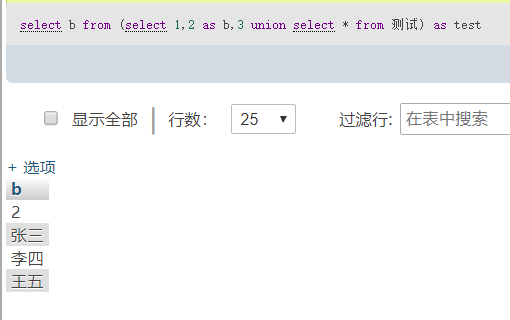 select b from (select 1,2 as b,3 union select * from 测试) as test
显示全部 行数： 25 过滤行: 在表中搜索
+ 选项
b
2
张三
李四
王五